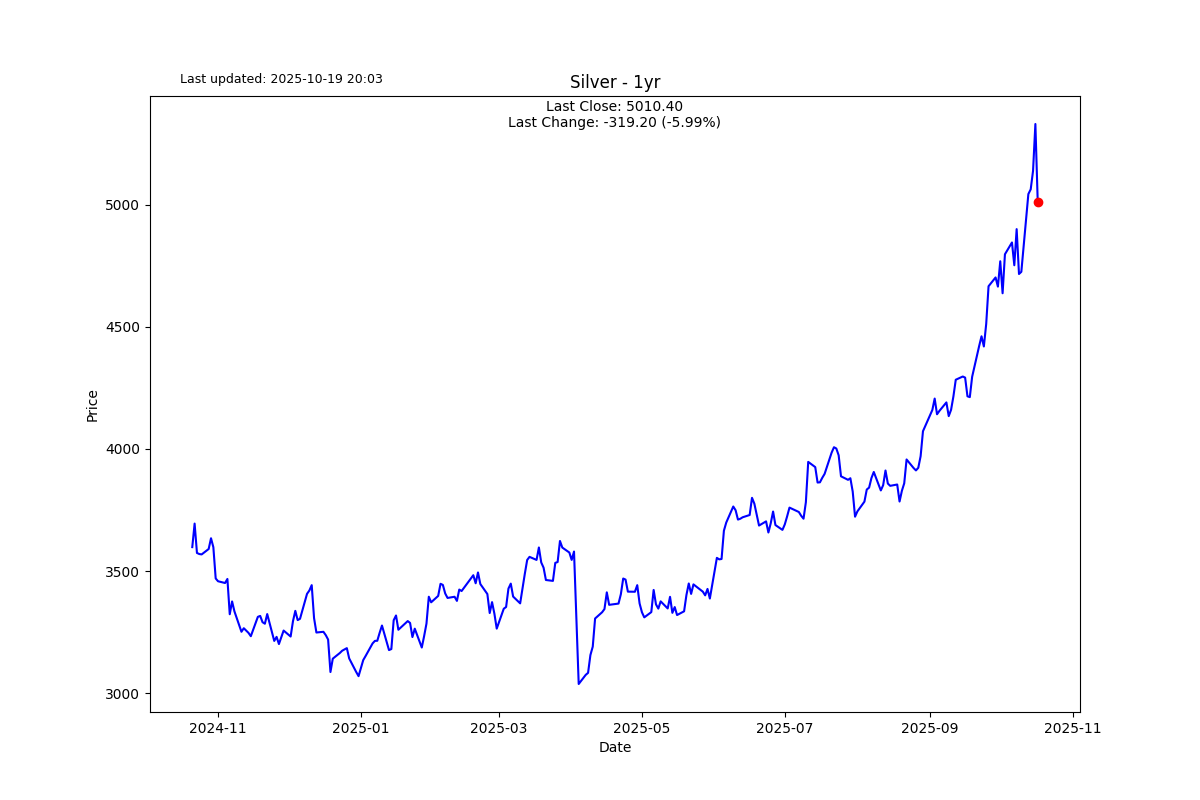 Last updated: 2025-10-19 20:03
Silver - 1yr
Last Close: 5010.40
Last Change: -319.20 (-5.99%)
5000
4500
4000
3500
3000
Price
2024-11
2025-01
2025-03
2025-05
2025-07
2025-09
2025-11
Date